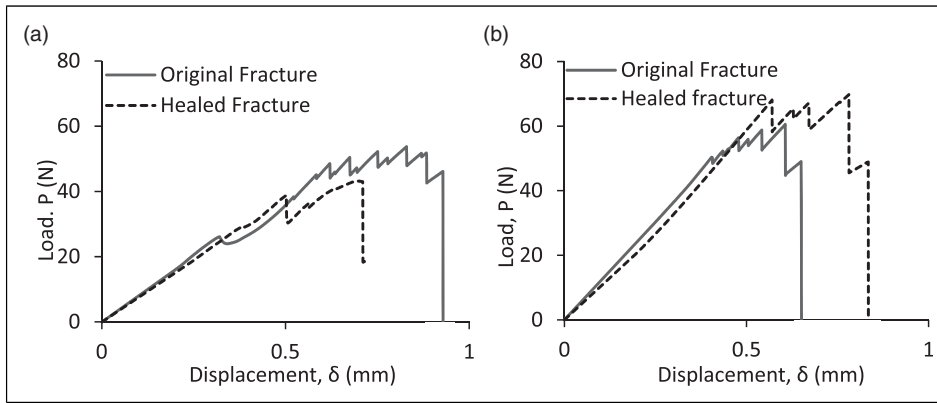 (a)
80
Original Fracture
Healed Fracture
60
40
20
0
Load. P (N)
0
0.5
1
Displacement, δ (mm)
(b)
80
Original Fracture
Healed fracture
60
40
20
0
Load, P (N)
0
0.5
1
Displacement, δ (mm)